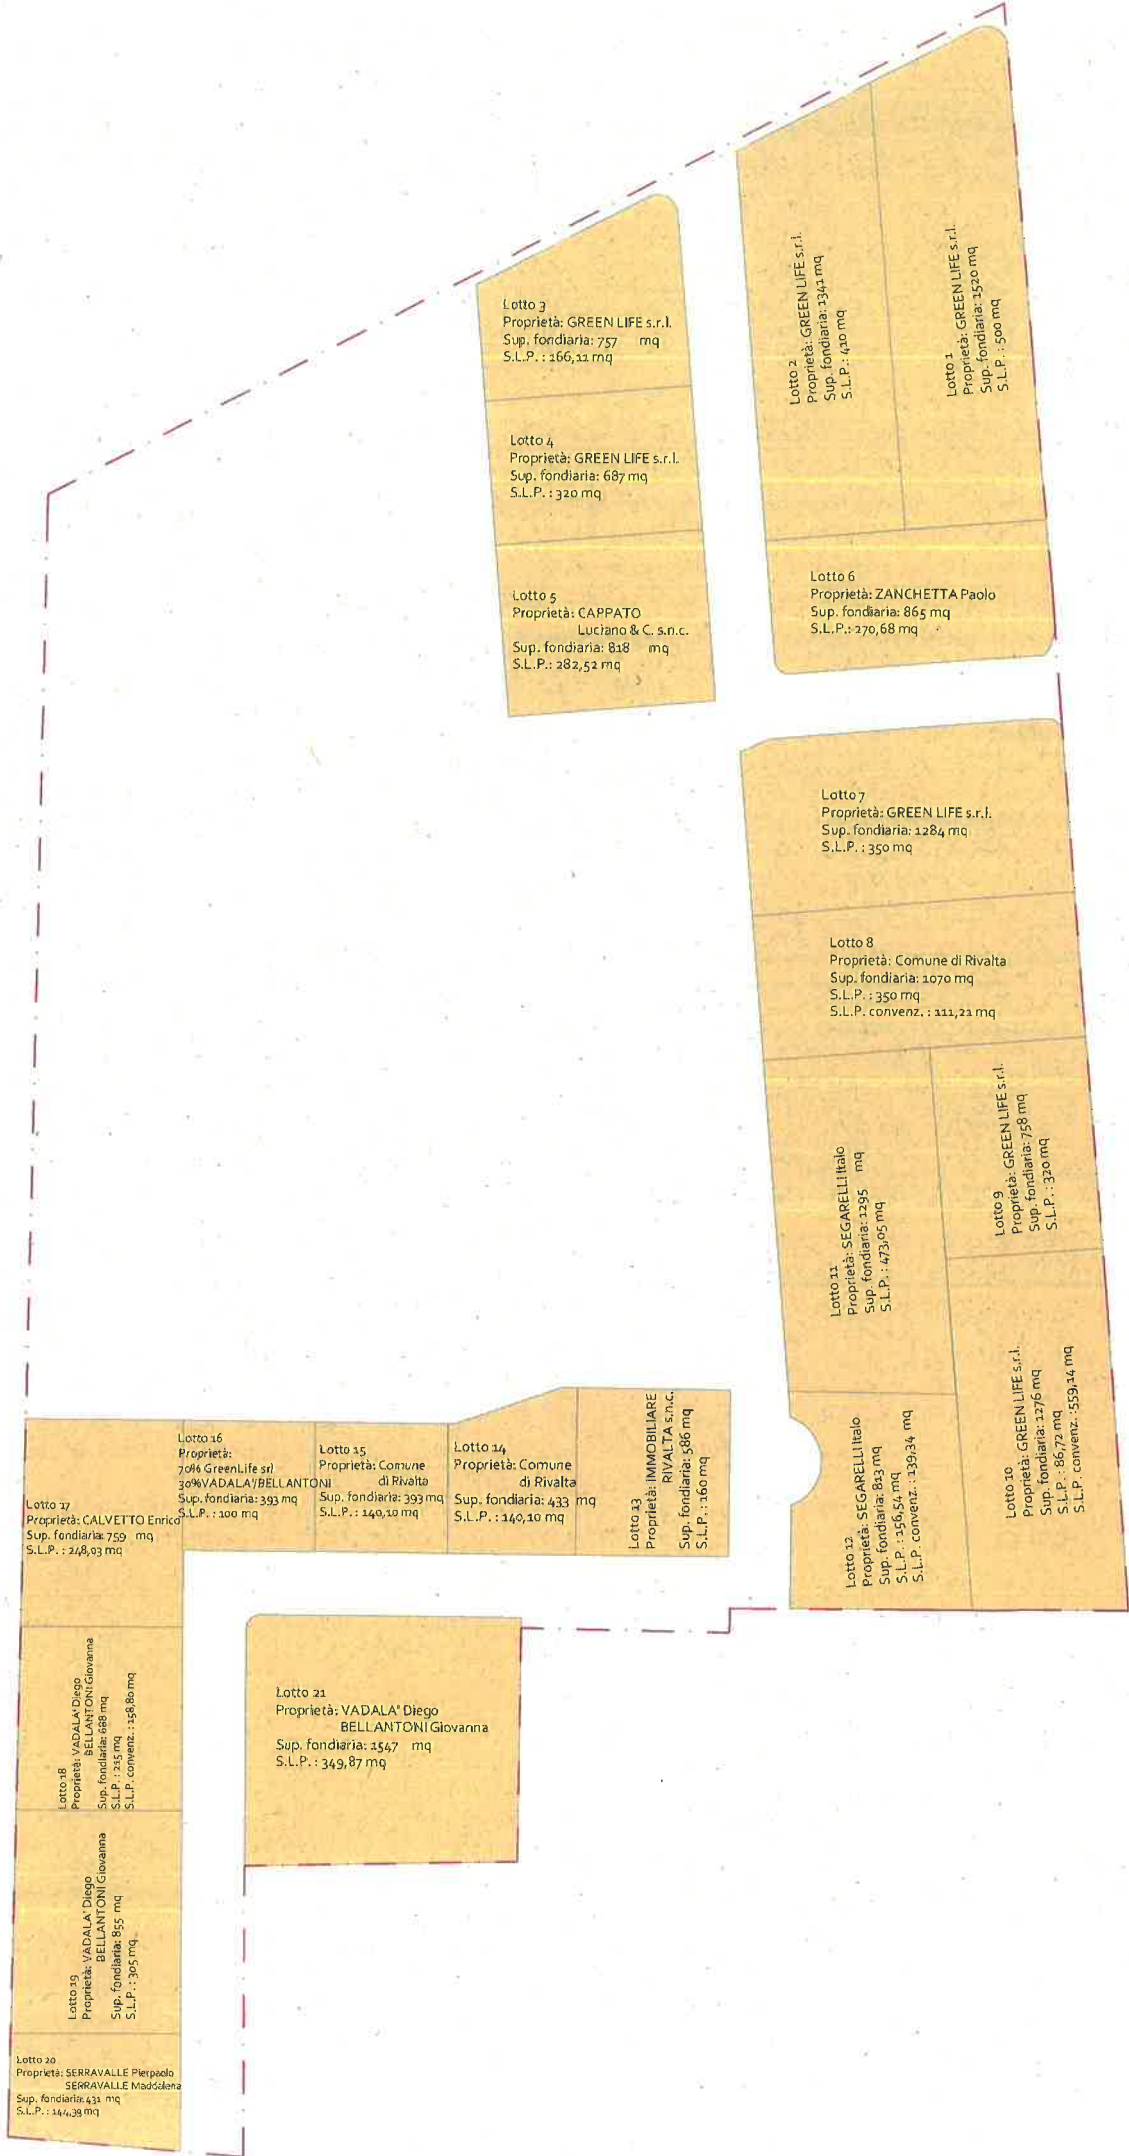 Lotto 3
Proprietà: GREEN LIFE s.r.l.
Sup. fondiaria: 757 mq
S.L.P. : 166,11 mq
Lotto 4
Proprietà: GREEN LIFE s.r.l.
Sup. fondiaria: 687 mq
S.L.P. : 320 mq
Lotto 5
Proprietà: CAPPATO
Luciano & C. s.n.c.
Sup. fondiaria: 818 mq
S.L.P.: 282,52 mq
Lotto 2
Proprietà: GREEN LIFE s.r.l.
Sup. fondiaria: 1341 mq
S.L.P. : 410 mq
Lotto 1
Proprietà: GREEN LIFE s.r.l.
Sup. fondiaria: 1520 mq
S.L.P. : 500 mq
Lotto 6
Proprietà: ZANCHETTA Paolo
Sup. fondiaria: 865 mq
S.L.P.: 270,68 mq
Lotto 7
Proprietà: GREEN LIFE s.r.l.
Sup. fondiaria: 1284 mq
S.L.P. : 350 mq
Lotto 8
Proprietà: Comune di Rivalta
Sup. fondiaria: 1070 mq
S.L.P. : 350 mq
S.L.P. convenz. : 111,21 mq
Lotto 11
Proprietà: SEGARELLI Italo
Sup. fondiaria: 1295 mq
S.L.P. : 473,05 mq
Lotto 9
Proprietà: GREEN LIFE s.r.l.
Sup. fondiaria: 758 mq
S.L.P. : 320 mq
Lotto 12
Proprietà: SEGARELLI Italo
Sup. fondiaria: 813 mq
S.L.P. : 156,54 mq
S.L.P. convenz. : 139,34 mq
Lotto 10
Proprietà: GREEN LIFE s.r.l.
Sup. fondiaria: 1276 mq
S.L.P. : 86,72 mq
S.L.P. convenz. : 559,14 mq
Lotto 17
Proprietà: CALVETTO Enrico
Sup. fondiaria: 759 mq
S.L.P. : 248,03 mq
Lotto 16
Proprietà:
70% GreenLife srl
30%VADALA'/BELLANTONI
Sup. fondiaria: 393 mq
S.L.P. : 100 mq
Lotto 15
Proprietà: Comune
di Rivalta
Sup. fondiaria: 393 mq
S.L.P. : 140,10 mq
Lotto 14
Proprietà: Comune
di Rivalta
Sup. fondiaria: 433 mq
S.L.P. : 140,10 mq
Lotto 13
Proprietà: IMMOBILIARE
RIVALTA s.n.c.
Sup. fondiaria: 586 mq
S.L.P. : 160 mq
Lotto 18
Proprietà: VADALA' Diego
BELLANTONI Giovanna
Sup. fondiaria: 668 mq
S.L.P. : 215 mq
S.L.P. convenz. : 158,80 mq
Lotto 21
Proprietà: VADALA' Diego
BELLANTONI Giovanna
Sup. fondiaria: 1547 mq
S.L.P. : 349,87 mq
Lotto 19
Proprietà: VADALA' Diego
BELLANTONI Giovanna
Sup. fondiaria: 855 mq
S.L.P. : 305 mq
Lotto 20
Proprietà: SERRAVALLE Pierpaolo
SERRAVALLE Maddalena
Sup. fondiaria: 431 mq
S.L.P. : 144,39 mq